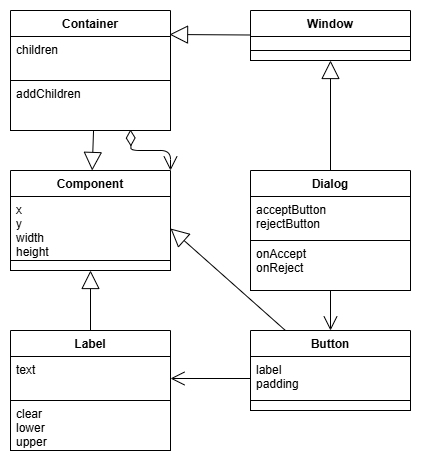 Container
children
addChildren
Window
Component
x
y
width
height
Dialog
acceptButton
rejectButton
onAccept
onReject
Label
text
clear
lower
upper
Button
label
padding